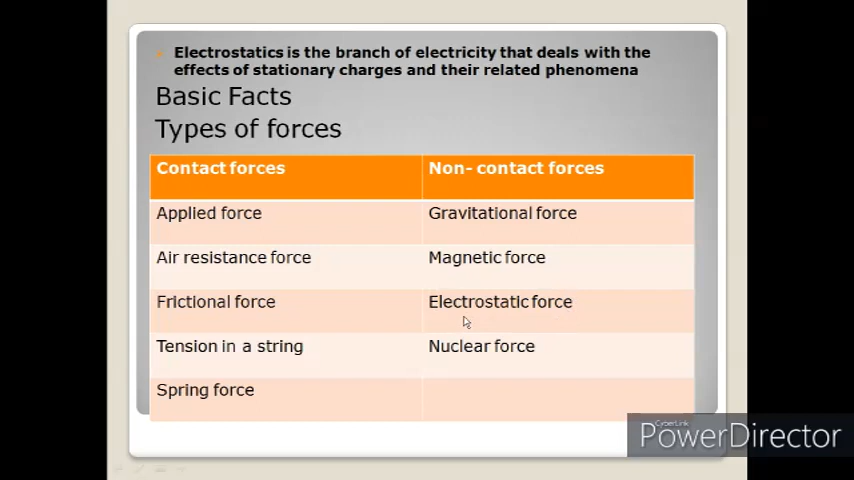 Electrostatics is the branch of electricity that deals with the
effects of stationary charges and their related phenomena
Basic Facts
Types of forces
Contact forces Non- contact forces
Applied force Gravitational force
Air resistance force Magnetic force
Frictional force Electrostatic force
Tension in a string Nuclear force
Spring force
CyberLink
PowerDirector